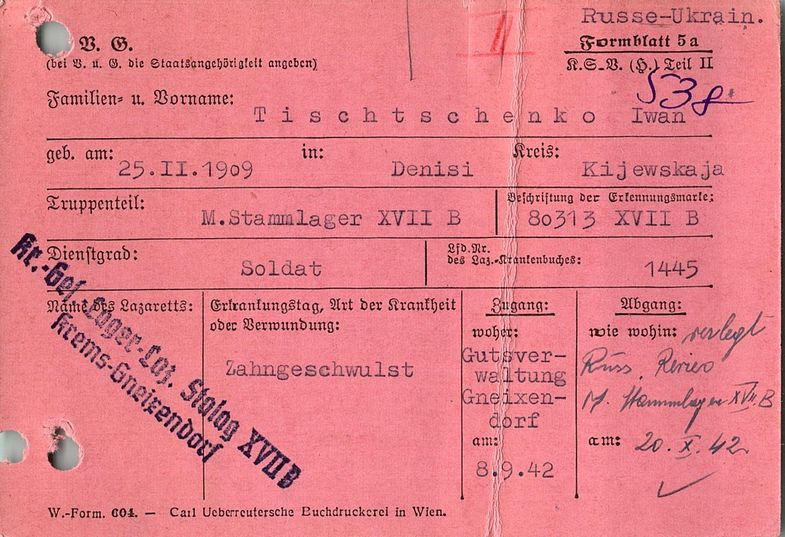 Russe-Ukrain.
V. G.
(bei V. u. G. die Staatsangehörigkeit angeben)
Formblatt 5a
K.S.V. (H.) Teil II
53g
Familien- u. Vorname:
Tischtschenko Iwan
geb. am: 25.II.1909 in: Denisi Kreis: Kijewskaja
Truppenteil: M.Stammlager XVII B
Beschriftung der Erkennungsmarke: 80313 XVII B
Dienstgrad: Soldat
Lfd. Nr.
des Laz.-Krankenbuches: 1445
Name des Lazaretts:
Kr.-Gef. Lager-Laz. Stalag XVII B
Krems-Gneixendorf
Erkrankungstag, Art der Krankheit
oder Verwundung:
Zahngeschwulst
Zugang:
woher:
Gutsver-
waltung
Gneixen-
dorf
am:
8.9.42
Abgang:
wie wohin: verlegt
Russ. Revier
M. Stammlager XVII B
am: 20.X.42.
W.-Form. 604. — Carl Ueberreutersche Buchdruckerei in Wien.